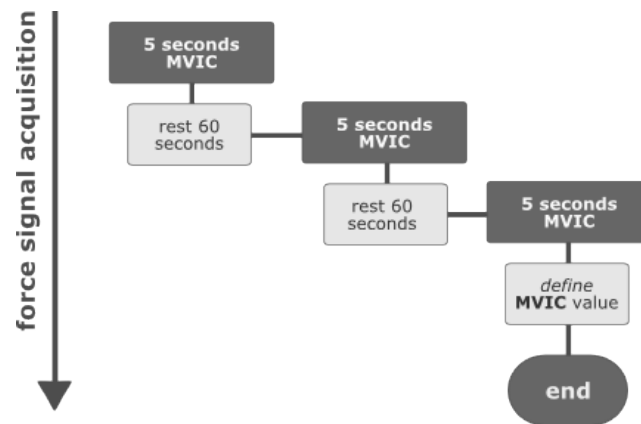 force signal acquisition
5 seconds
MVIC
rest 60
seconds
5 seconds
MVIC
rest 60
seconds
5 seconds
MVIC
define
MVIC value
end